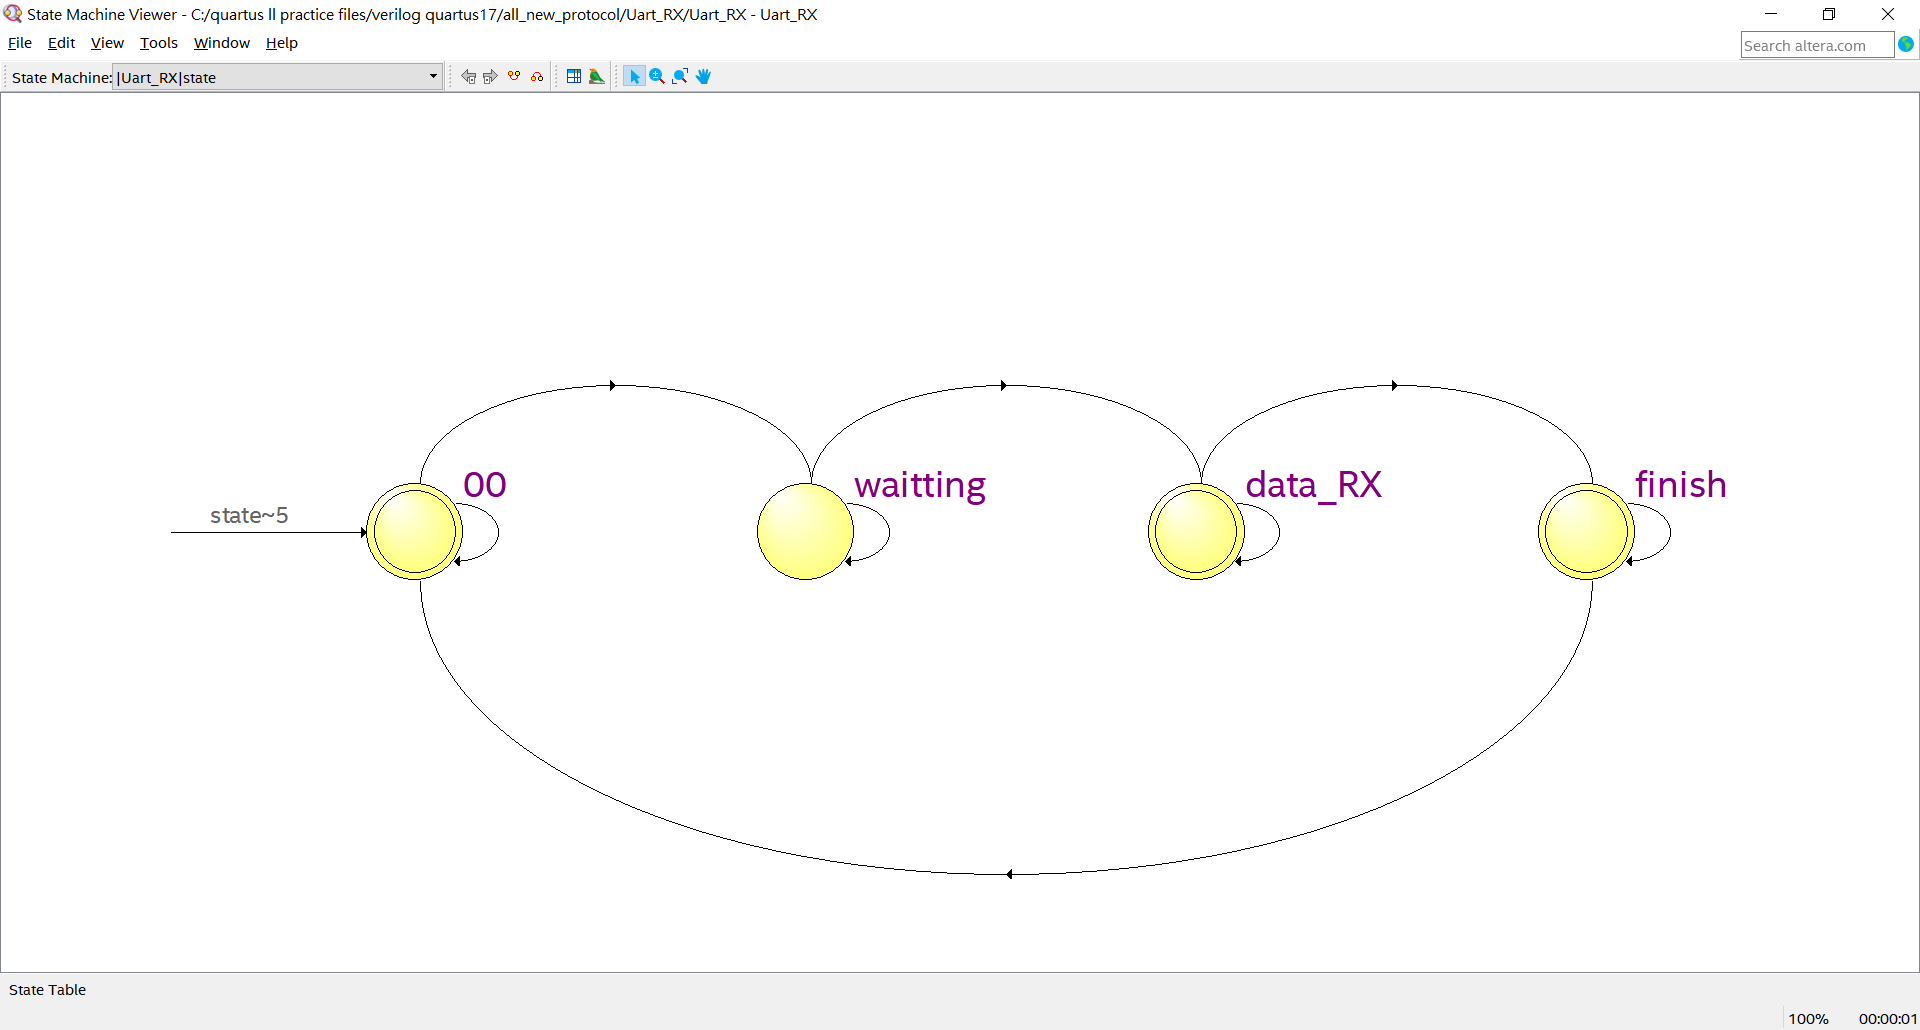 State Machine Viewer - C:/quartus ll practice files/verilog quartus17/all_new_protocol/Uart_RX/Uart_RX - Uart_RX
File Edit View Tools Window Help
Search altera.com
State Machine: |Uart_RX|state
00
waitting
data_RX
finish
state~5
State Table
100% 00:00:01